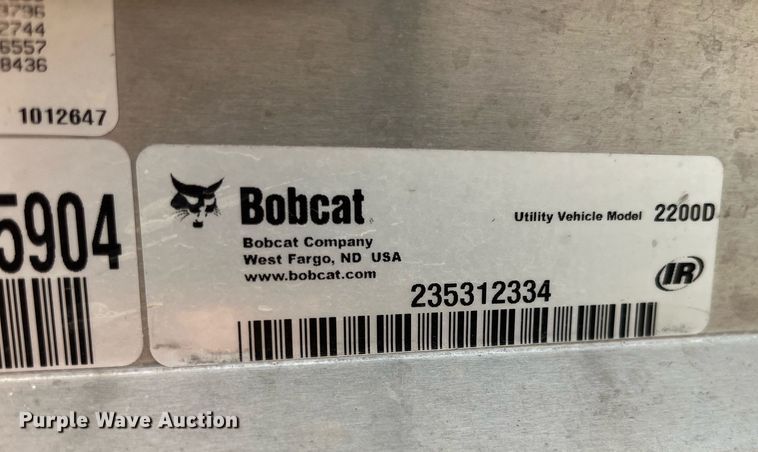 3796
2744
6557
8436
1012647
5904
Bobcat
Bobcat Company
West Fargo, ND USA
www.bobcat.com
Utility Vehicle Model 2200D
IR
235312334
Purple Wave Auction